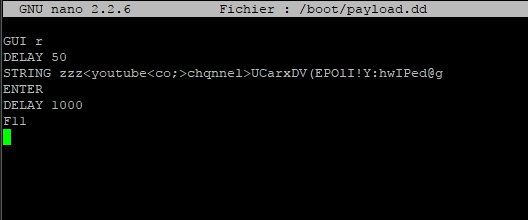 GNU nano 2.2.6 Fichier : /boot/payload.dd
GUI r
DELAY 50
STRING zzz<youtube<co;>chqnnel>UCarxDV(EPOlI!Y:hwIPed@g
ENTER
DELAY 1000
F11